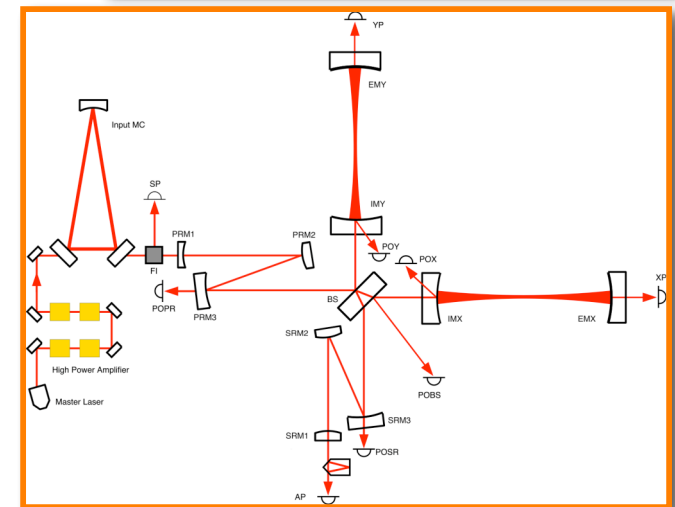 YP
EMY
Input MC
SP
IMY
PRM1
PRM2
POY
POX
FI
XP
BS
POPR
PRM3
IMX
EMX
SRM2
High Power Amplifier
POBS
Master Laser
SRM3
SRM1
POSR
AP